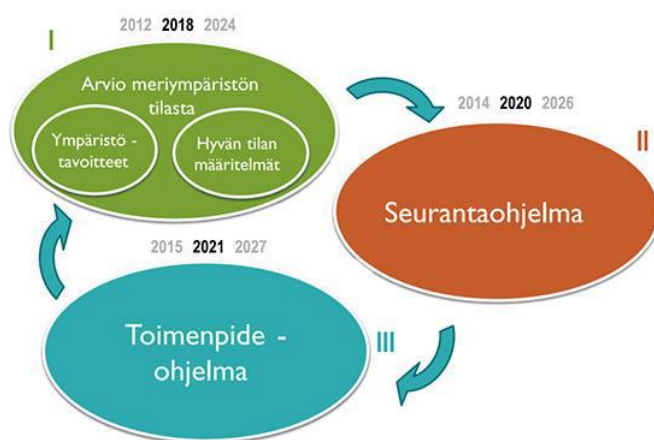 I
2012 2018 2024
Arvio meriympäristön
tilasta
Ympäristö -
tavoitteet
Hyvän tilan
määritelmät
2014 2020 2026
II
Seurantaohjelma
2015 2021 2027
Toimenpide -
ohjelma
III